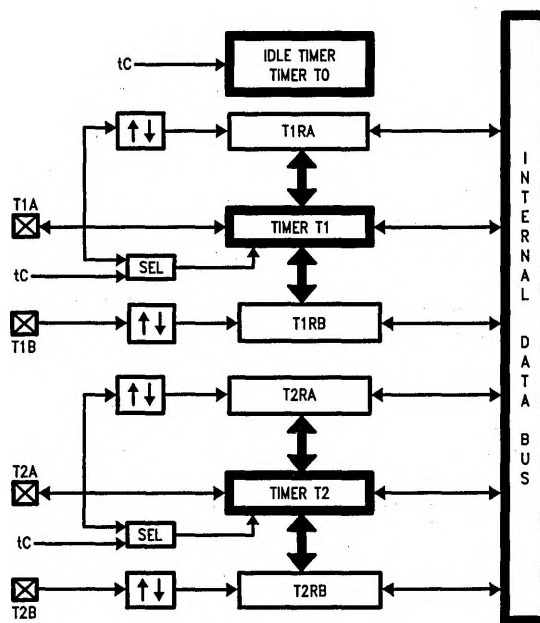 IDLE TIMER
TIMER T0
tC
T1RA
T1A
TIMER T1
SEL
tC
T1B
T1RB
T2RA
T2A
TIMER T2
SEL
tC
T2B
T2RB
INTERNAL DATA BUS